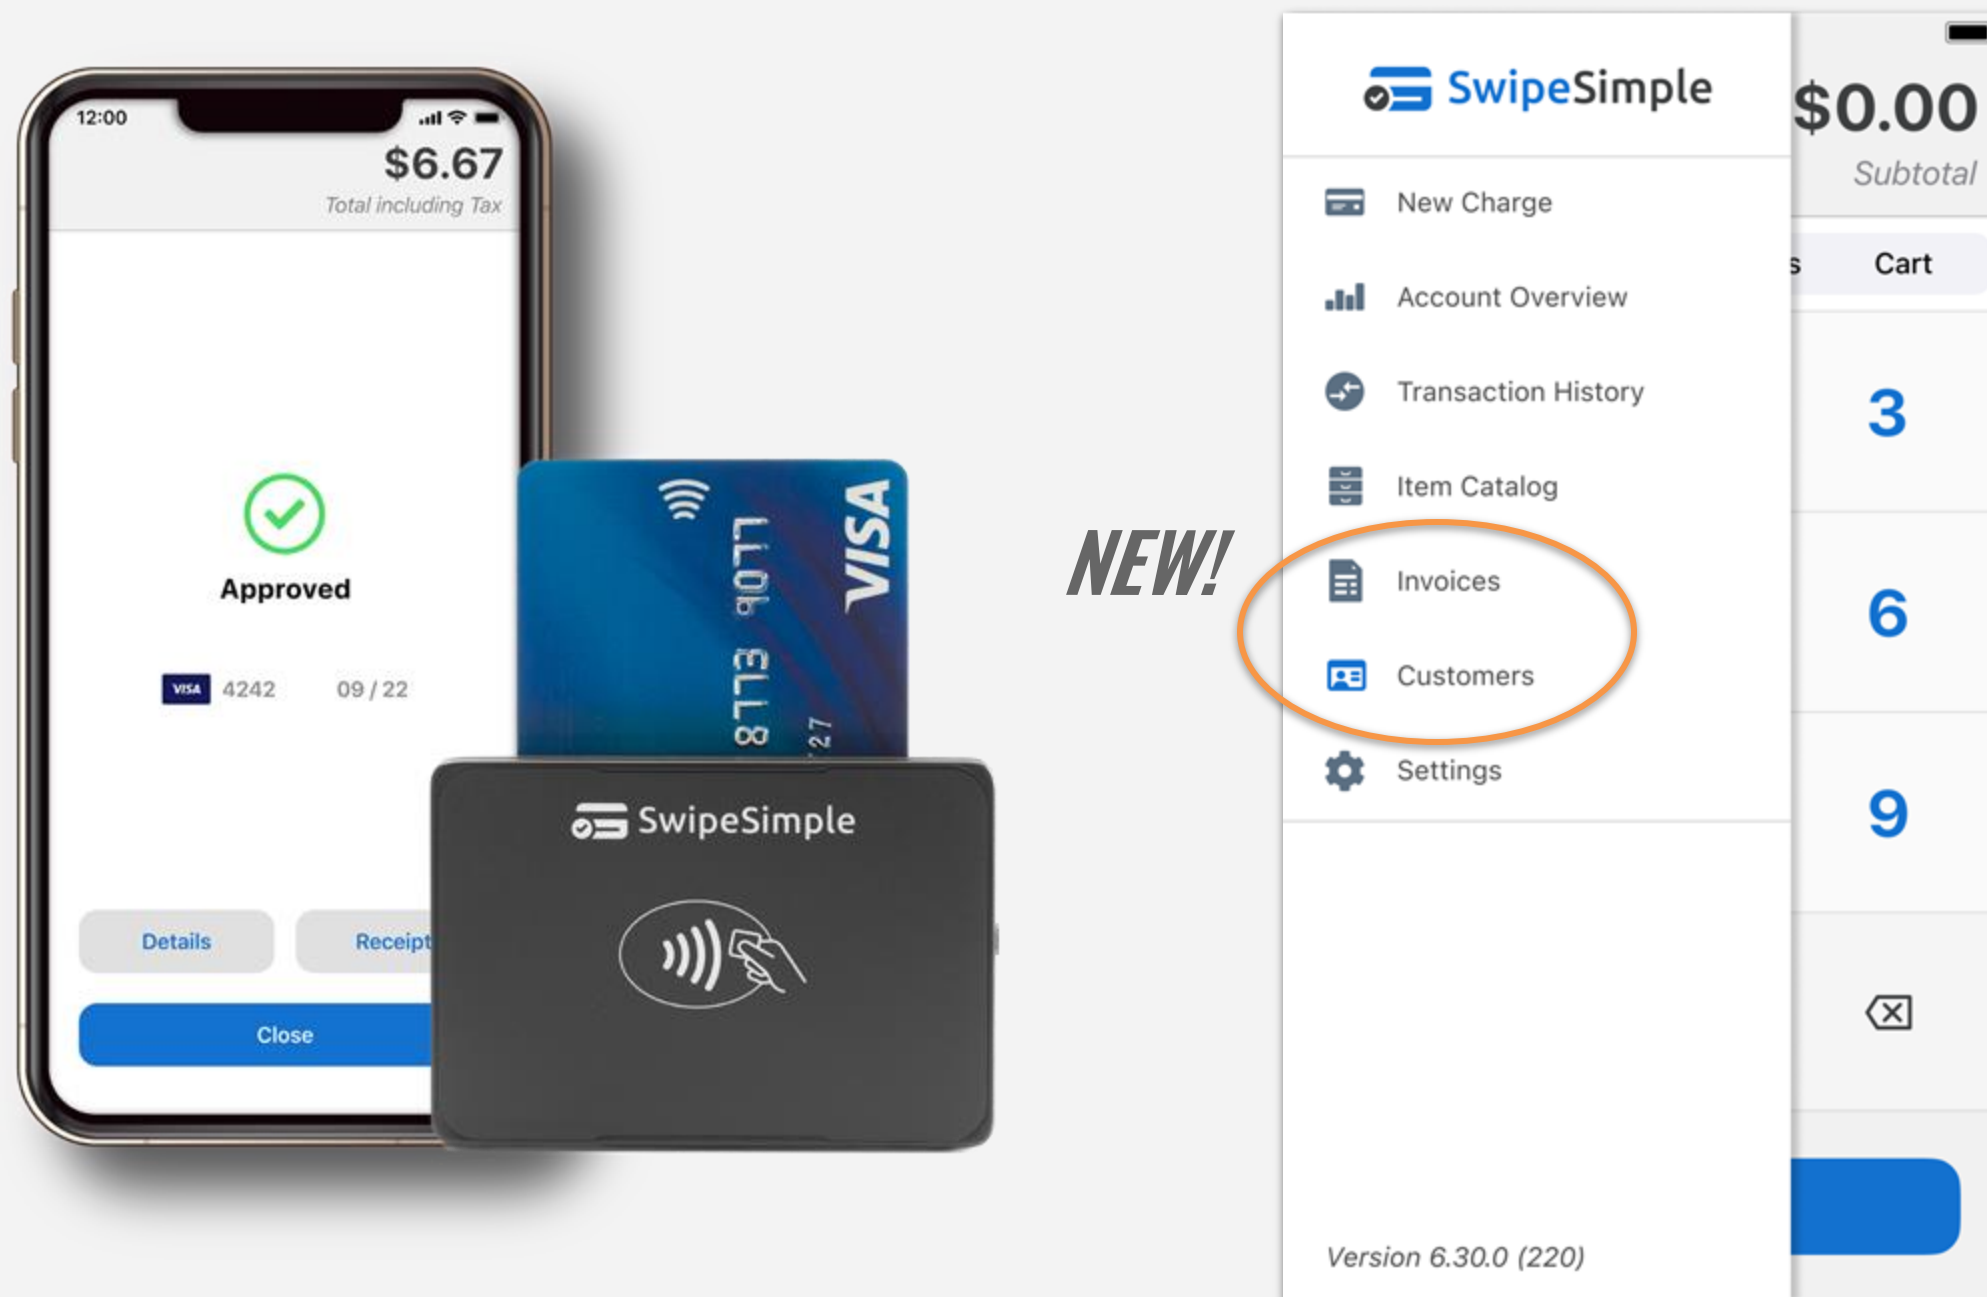 12:00
$6.67
Total including Tax
Approved
VISA 4242 09 / 22
Details
Receipt
Close
VISA
SwipeSimple
NEW!
SwipeSimple
New Charge
Account Overview
Transaction History
Item Catalog
Invoices
Customers
Settings
Version 6.30.0 (220)
$0.00
Subtotal
s Cart
3
6
9